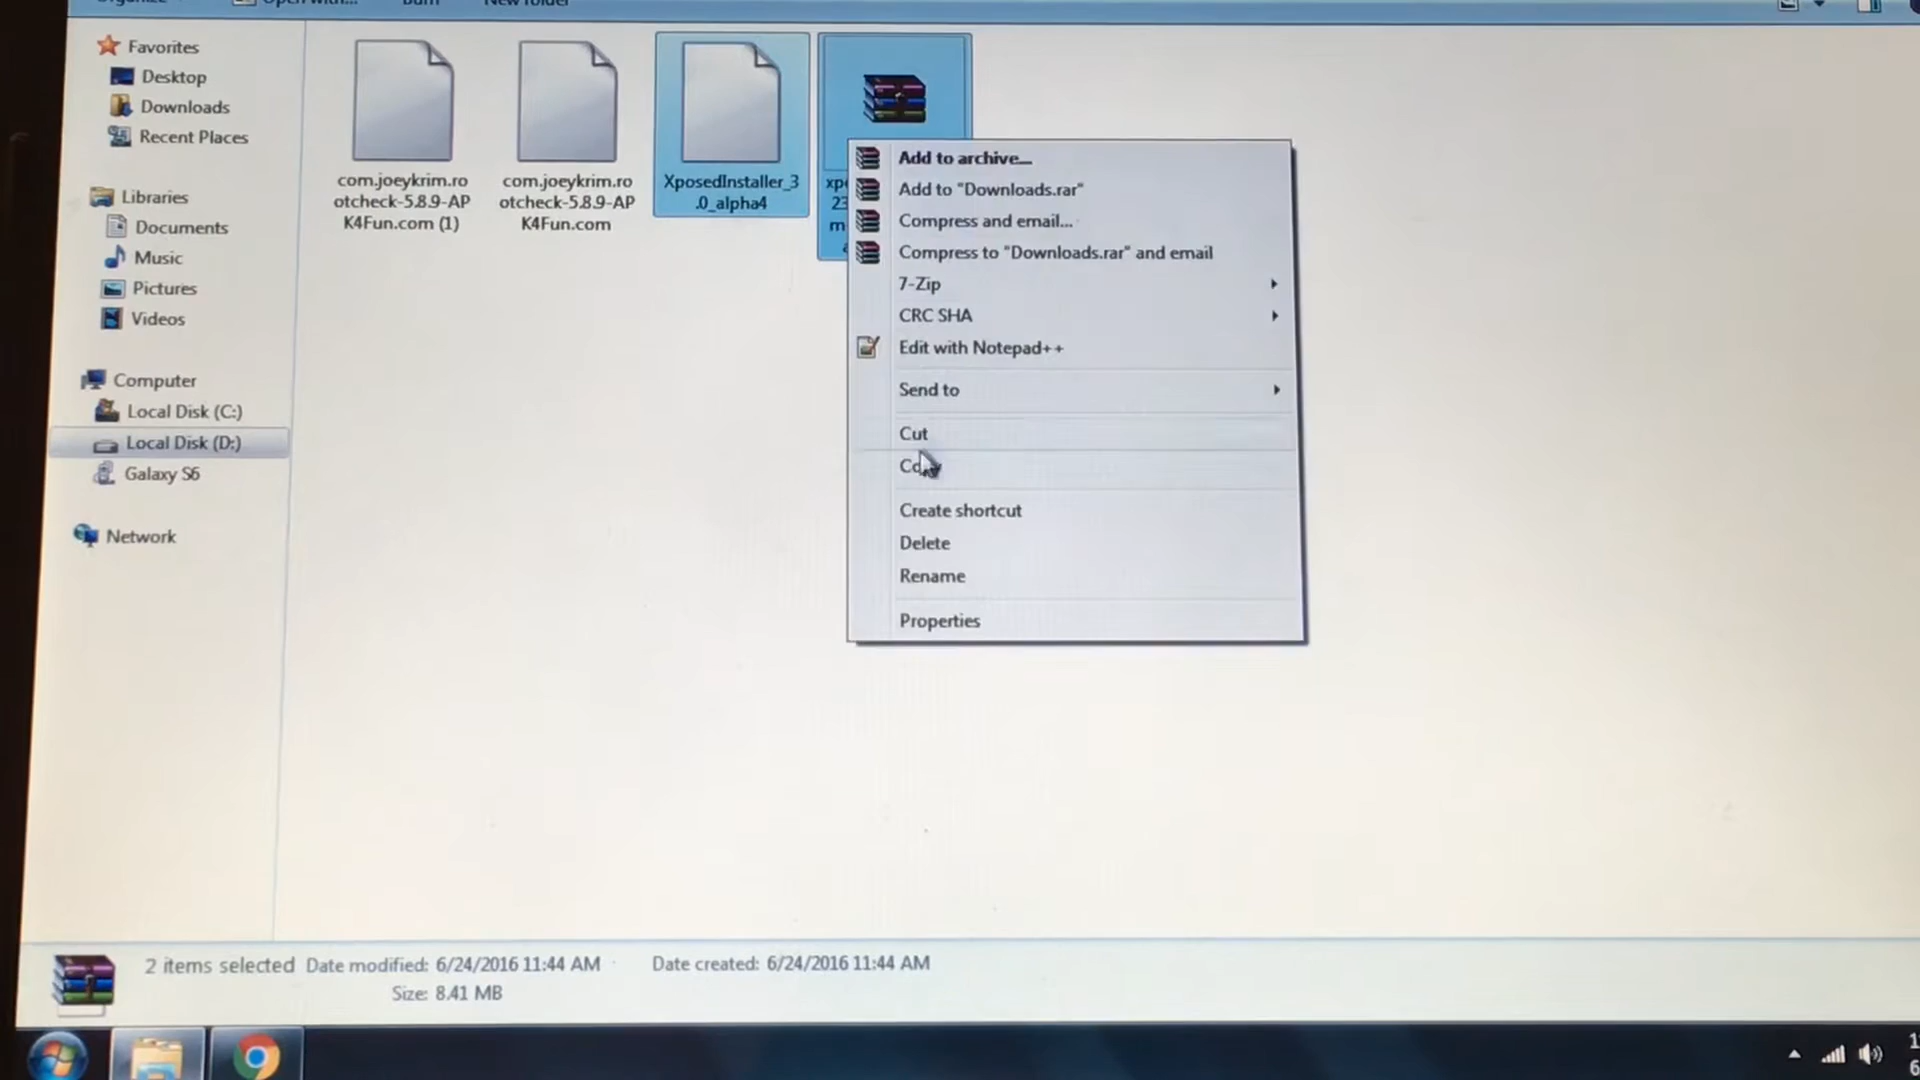 Organize
Open with...
Burn
New folder
Favorites
Desktop
Downloads
Recent Places
Libraries
Documents
Music
Pictures
Videos
Computer
Local Disk (C:)
Local Disk (D:)
Galaxy S6
Network
com.joeykrim.ro
otcheck-5.8.9-AP
K4Fun.com (1)
com.joeykrim.ro
otcheck-5.8.9-AP
K4Fun.com
XposedInstaller_3
.0_alpha4
xpo
23
m
Add to archive...
Add to "Downloads.rar"
Compress and email...
Compress to "Downloads.rar" and email
7-Zip
CRC SHA
Edit with Notepad++
Send to
Cut
Copy
Create shortcut
Delete
Rename
Properties
2 items selected Date modified: 6/24/2016 11:44 AM Date created: 6/24/2016 11:44 AM
Size: 8.41 MB